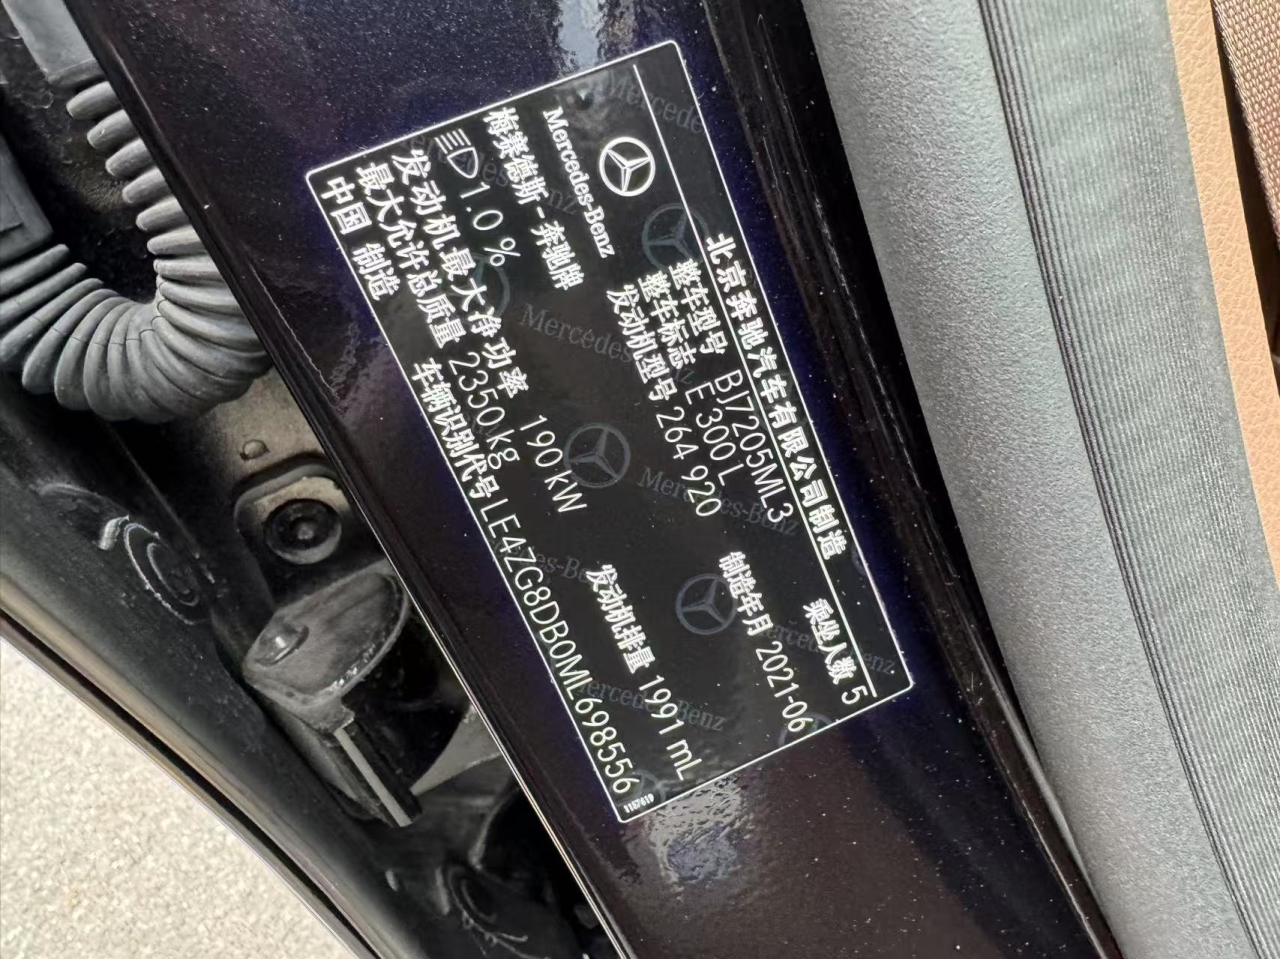 北京奔驰汽车有限公司制造
乘坐人数 5
Mercedes-Benz
梅赛德斯-奔驰牌
整车型号 BJ7205ML3
整车标志 E 300 L
发动机型号 264 920
制造年月 2021-06
1.0 %
发动机最大净功率 190 kW
发动机排量 1991 mL
最大允许总质量 2350 kg
中国 制造
车辆识别代号 LE4ZG8DB0ML698556